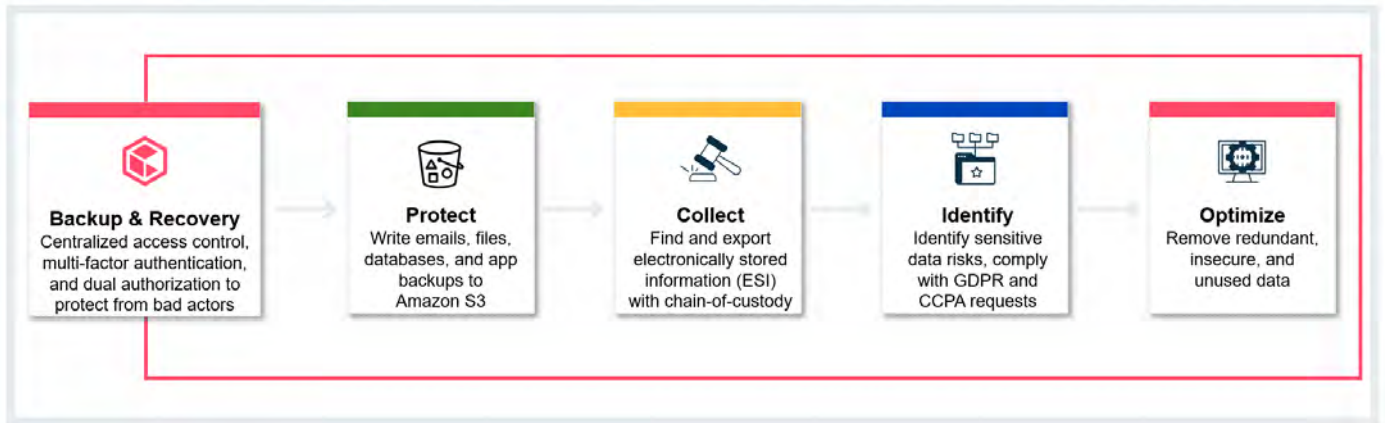 Backup & Recovery
Centralized access control,
multi-factor authentication,
and dual authorization to
protect from bad actors
Protect
Write emails, files,
databases, and app
backups to
Amazon S3
Collect
Find and export
electronically stored
information (ESI)
with chain-of-custody
Identify
Identify sensitive
data risks, comply
with GDPR and
CCPA requests
Optimize
Remove redundant,
insecure, and
unused data